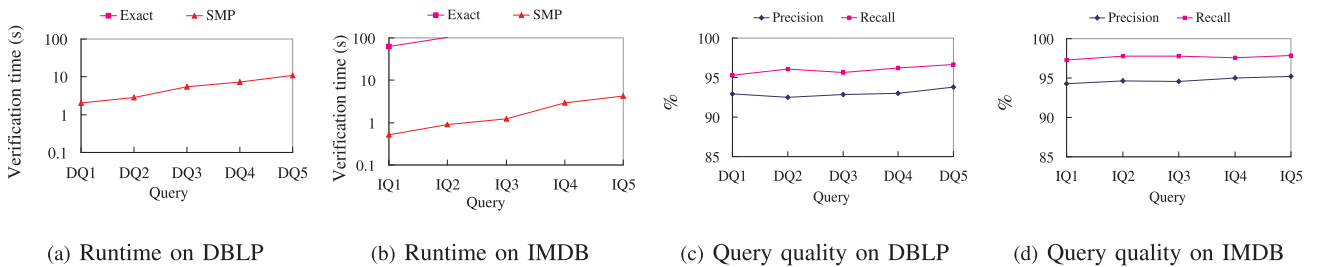 Exact SMP
Verification time (s)
100
10
1
0.1
DQ1 DQ2 DQ3 DQ4 DQ5
Query
(a) Runtime on DBLP
Exact SMP
Verification time (s)
100
10
1
0.1
IQ1 IQ2 IQ3 IQ4 IQ5
Query
(b) Runtime on IMDB
Precision Recall
%
100
95
90
85
DQ1 DQ2 DQ3 DQ4 DQ5
Query
(c) Query quality on DBLP
Precision Recall
%
100
95
90
85
IQ1 IQ2 IQ3 IQ4 IQ5
Query
(d) Query quality on IMDB